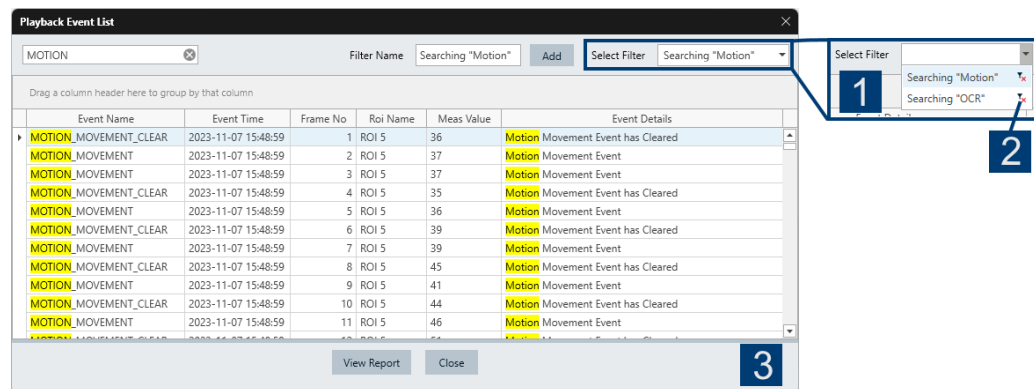 Playback Event List
MOTION Filter Name Searching "Motion" Add Select Filter Searching "Motion"
Drag a column header here to group by that column
Event Name Event Time Frame No Roi Name Meas Value Event Details
MOTION_MOVEMENT_CLEAR 2023-11-07 15:48:59 1 ROI 5 36 Motion Movement Event has Cleared
MOTION_MOVEMENT 2023-11-07 15:48:59 2 ROI 5 37 Motion Movement Event
MOTION_MOVEMENT 2023-11-07 15:48:59 3 ROI 5 37 Motion Movement Event
MOTION_MOVEMENT_CLEAR 2023-11-07 15:48:59 4 ROI 5 35 Motion Movement Event has Cleared
MOTION_MOVEMENT 2023-11-07 15:48:59 5 ROI 5 36 Motion Movement Event
MOTION_MOVEMENT_CLEAR 2023-11-07 15:48:59 6 ROI 5 39 Motion Movement Event has Cleared
MOTION_MOVEMENT 2023-11-07 15:48:59 7 ROI 5 39 Motion Movement Event
MOTION_MOVEMENT_CLEAR 2023-11-07 15:48:59 8 ROI 5 45 Motion Movement Event has Cleared
MOTION_MOVEMENT 2023-11-07 15:48:59 9 ROI 5 41 Motion Movement Event
MOTION_MOVEMENT_CLEAR 2023-11-07 15:48:59 10 ROI 5 44 Motion Movement Event has Cleared
MOTION_MOVEMENT 2023-11-07 15:48:59 11 ROI 5 46 Motion Movement Event
View Report Close 3
Select Filter
1 Searching "Motion"
Searching "OCR"
2